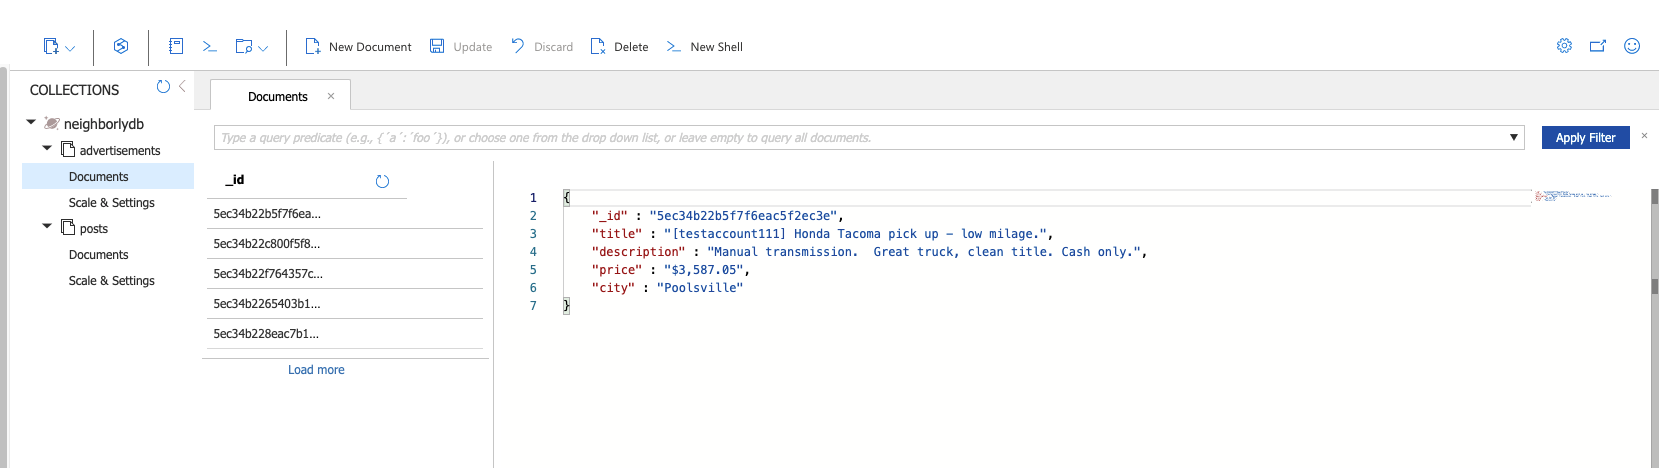 New Document Update Discard Delete New Shell
COLLECTIONS
neighborlydb
advertisements
Documents
Scale & Settings
posts
Documents
Scale & Settings
Documents ×
Type a query predicate (e.g., {´a´:´foo´}), or choose one from the drop down list, or leave empty to query all documents. Apply Filter ×
_id
5ec34b22b5f7f6ea...
5ec34b22c800f5f8...
5ec34b22f764357c...
5ec34b2265403b1...
5ec34b228eac7b1...
Load more
1 {
2 "_id" : "5ec34b22b5f7f6eac5f2ec3e",
3 "title" : "[testaccount111] Honda Tacoma pick up - low milage.",
4 "description" : "Manual transmission.  Great truck, clean title. Cash only.",
5 "price" : "$3,587.05",
6 "city" : "Poolsville"
7 }